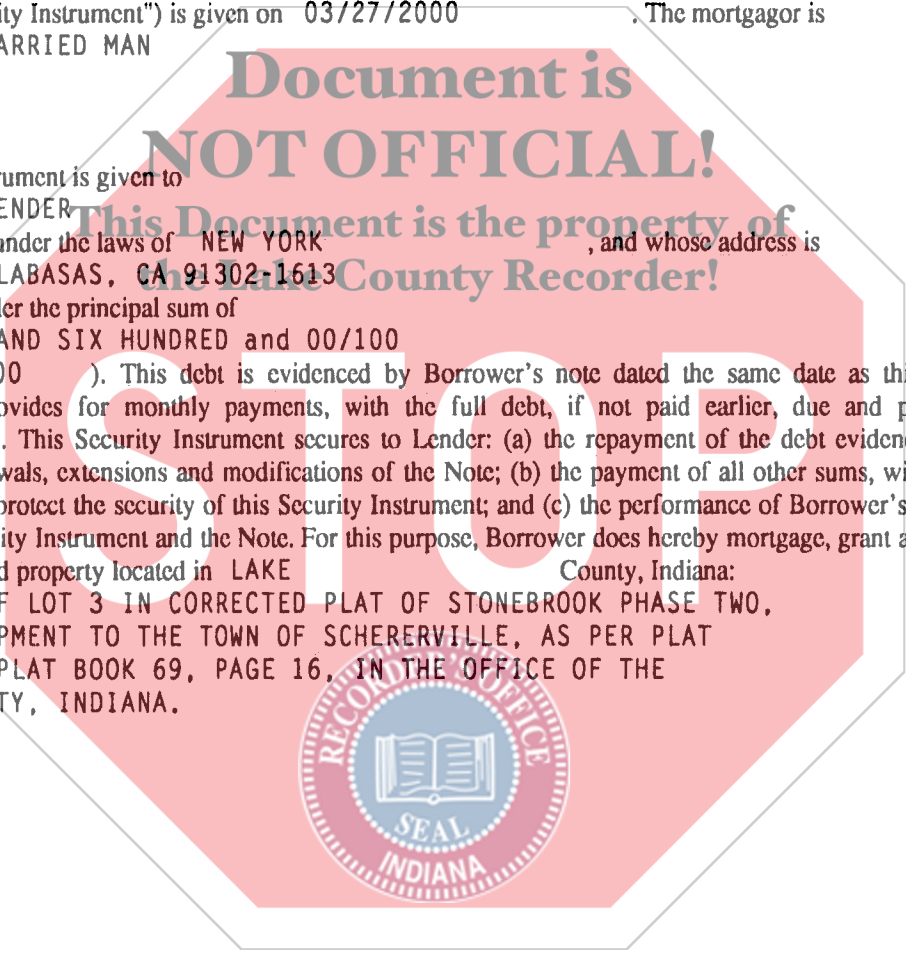 ity Instrument") is given on 03/27/2000 . The mortgagor is
ARRIED MAN
Document is
NOT OFFICIAL!
rument is given to
ENDER
This Document is the property of
under the laws of NEW YORK , and whose address is
LABASAS, CA 91302-1613
the Lake County Recorder!
der the principal sum of
AND SIX HUNDRED and 00/100
00 ). This debt is evidenced by Borrower's note dated the same date as thi
ovides for monthly payments, with the full debt, if not paid earlier, due and p
. This Security Instrument secures to Lender: (a) the repayment of the debt eviden
wals, extensions and modifications of the Note; (b) the payment of all other sums, wi
protect the security of this Security Instrument; and (c) the performance of Borrower's
ity Instrument and the Note. For this purpose, Borrower does hereby mortgage, grant a
d property located in LAKE County, Indiana:
STOP
F LOT 3 IN CORRECTED PLAT OF STONEBROOK PHASE TWO,
PMENT TO THE TOWN OF SCHERERVILLE, AS PER PLAT
PLAT BOOK 69, PAGE 16, IN THE OFFICE OF THE
TY, INDIANA.
RECORDER'S OFFICE
SEAL
INDIANA